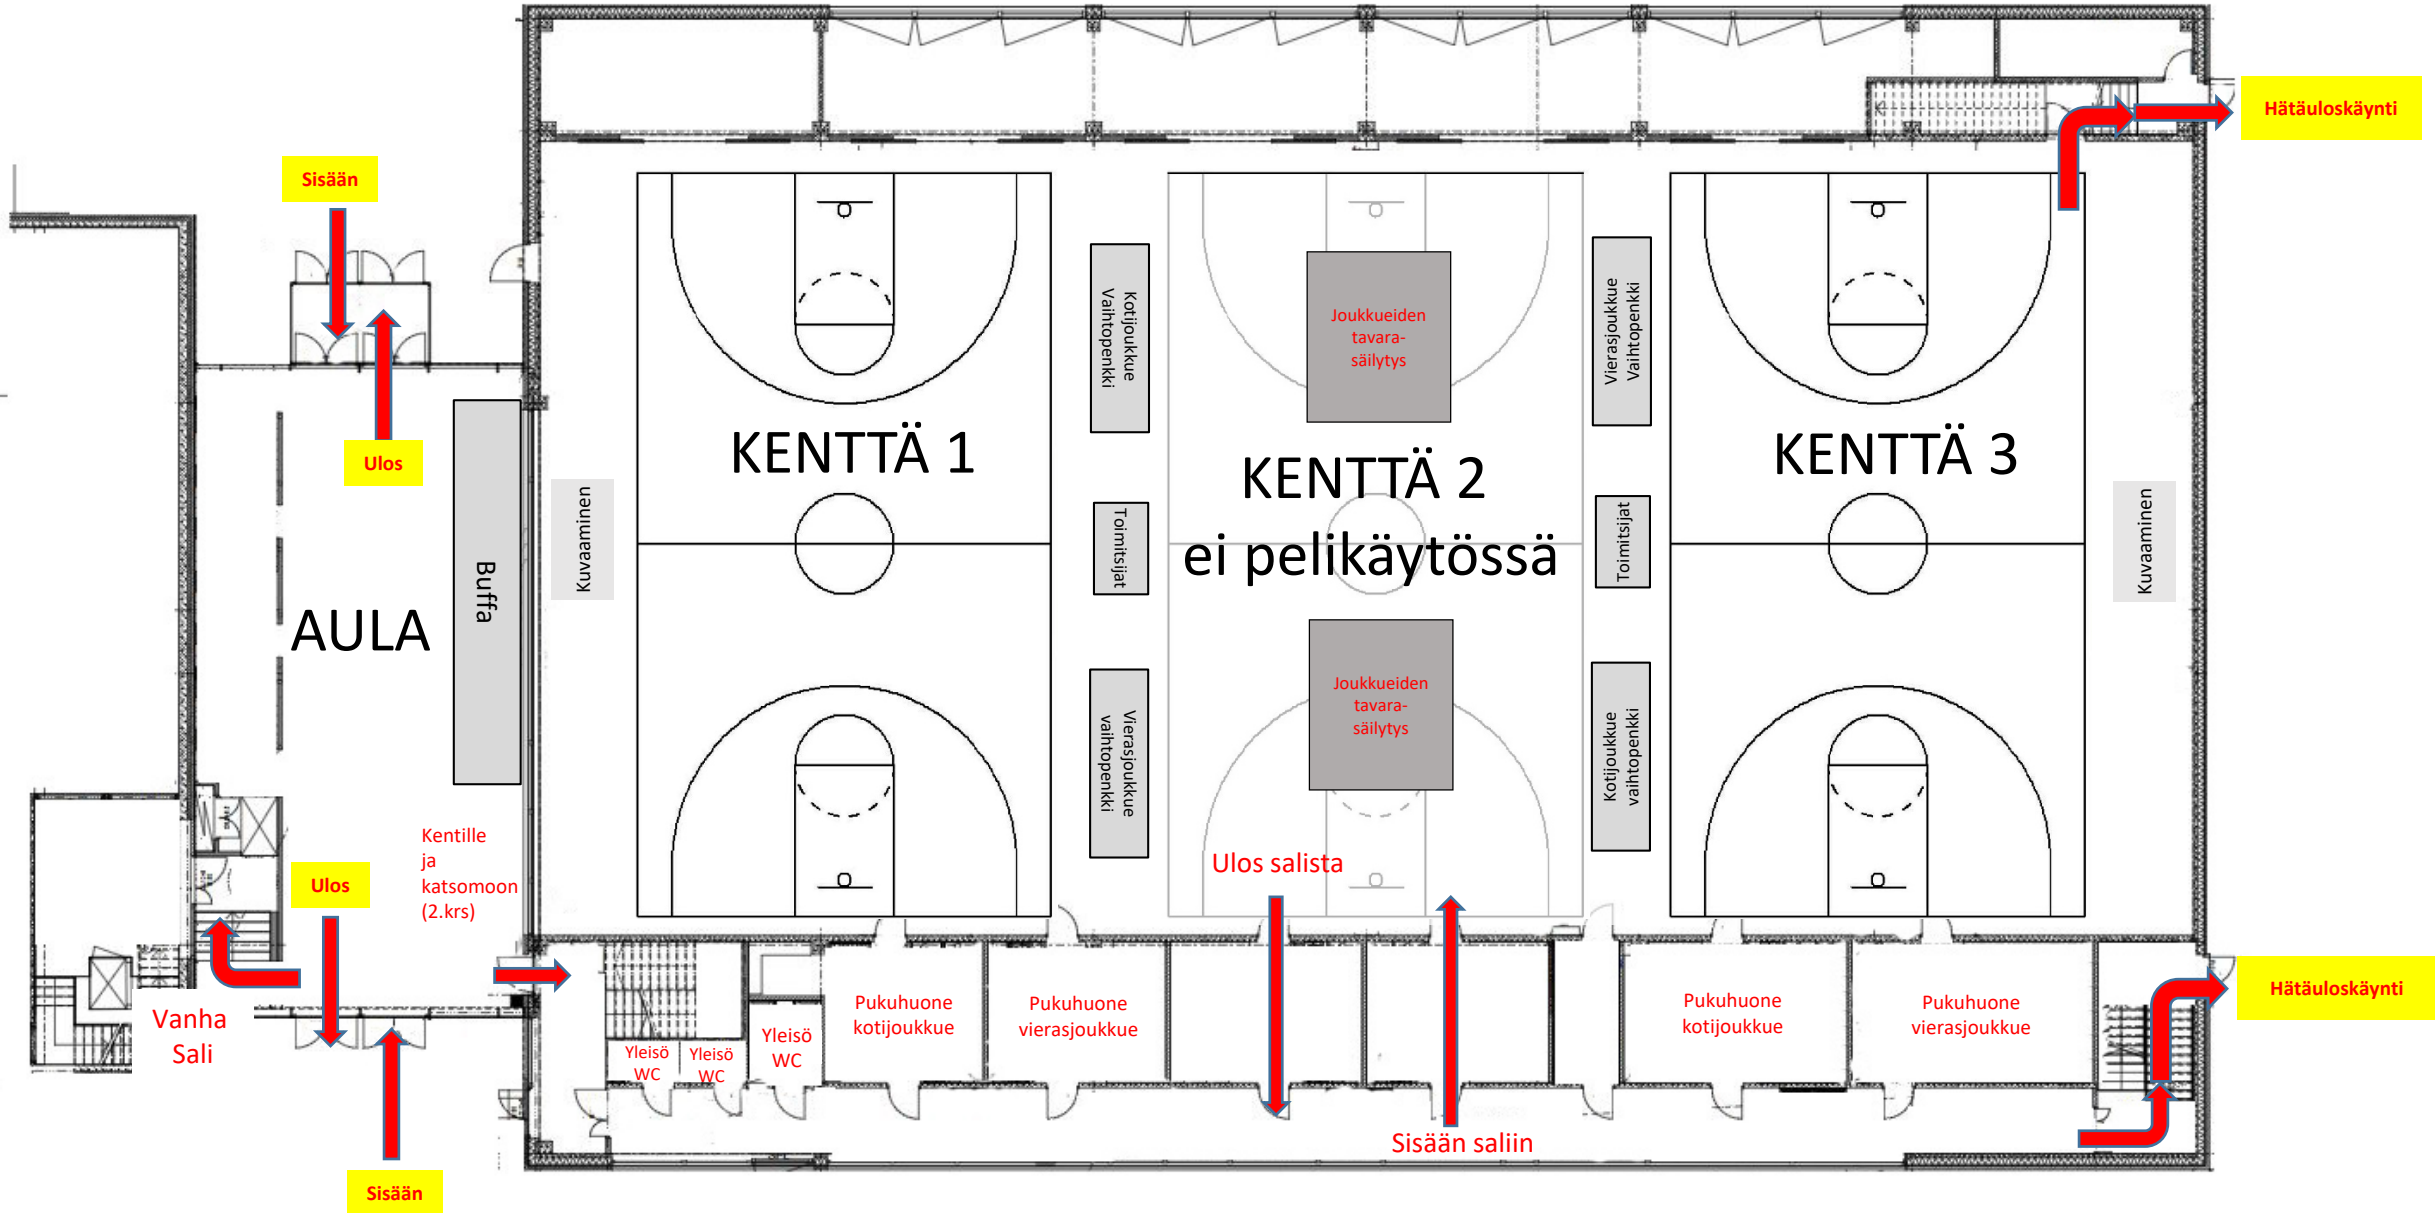 Hätäuloskäynti
Sisään
Ulos
Kotijoukkue
Vaihtopenkki
Joukkueiden
tavara-
säilytys
Vierasjoukkue
Vaihtopenkki
KENTTÄ 1
KENTTÄ 2
ei pelikäytössä
KENTTÄ 3
Kuvaaminen
Toimitsijat
Toimitsijat
Kuvaaminen
Buffa
AULA
Vierasjoukkue
vaihtopenkki
Joukkueiden
tavara-
säilytys
Kotijoukkue
vaihtopenkki
Kentille
ja
katsomoon
(2.krs)
Ulos
Ulos salista
Vanha
Sali
Yleisö
WC
Yleisö
WC
Yleisö
WC
Pukuhuone
kotijoukkue
Pukuhuone
vierasjoukkue
Pukuhuone
kotijoukkue
Pukuhuone
vierasjoukkue
Hätäuloskäynti
Sisään saliin
Sisään